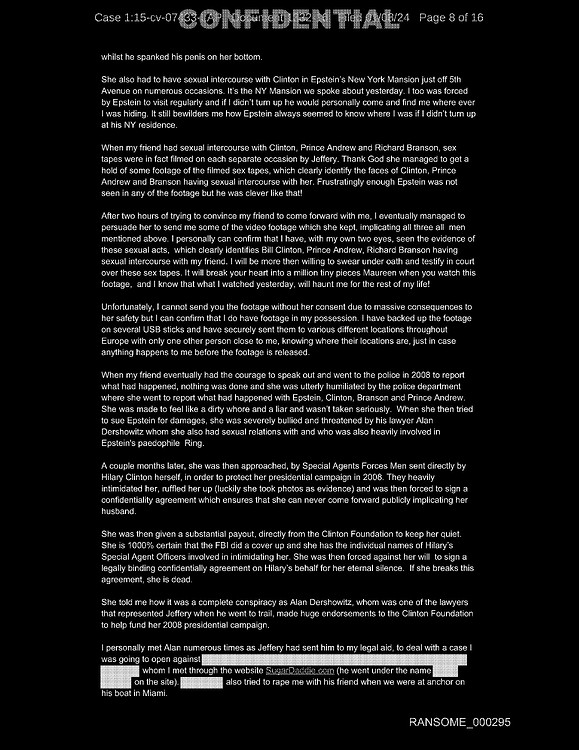 Case 1:15-cv-07433-LAP Document Filed 01/08/24 Page 8 of 16
CONFIDENTIAL
whilst he spanked his penis on her bottom.
She also had to have sexual intercourse with Clinton in Epstein's New York Mansion just off 5th
Avenue on numerous occasions. It's the NY Mansion we spoke about yesterday. I too was forced
by Epstein to visit regularly and if I didn't turn up he would personally come and find me where ever
I was hiding. It still bewilders me how Epstein always seemed to know where I was if I didn't turn up
at his NY residence.
When my friend had sexual intercourse with Clinton, Prince Andrew and Richard Branson, sex
tapes were in fact filmed on each separate occasion by Jeffery. Thank God she managed to get a
hold of some footage of the filmed sex tapes, which clearly identify the faces of Clinton, Prince
Andrew and Branson having sexual intercourse with her. Frustratingly enough Epstein was not
seen in any of the footage but he was clever like that!
After two hours of trying to convince my friend to come forward with me, I eventually managed to
persuade her to send me some of the video footage which she kept, implicating all three all men
mentioned above. I personally can confirm that I have, with my own two eyes, seen the evidence of
these sexual acts, which clearly identifies Bill Clinton, Prince Andrew, Richard Branson having
sexual intercourse with my friend. I will be more then willing to swear under oath and testify in court
over these sex tapes. It will break your heart into a million tiny pieces Maureen when you watch this
footage, and I know that what I watched yesterday, will haunt me for the rest of my life!
Unfortunately, I cannot send you the footage without her consent due to massive consequences to
her safety but I can confirm that I do have footage in my possession. I have backed up the footage
on several USB sticks and have securely sent them to various different locations throughout
Europe with only one other person close to me, knowing where their locations are, just in case
anything happens to me before the footage is released.
When my friend eventually had the courage to speak out and went to the police in 2008 to report
what had happened, nothing was done and she was utterly humiliated by the police department
where she went to report what had happened with Epstein, Clinton, Branson and Prince Andrew.
She was made to feel like a dirty whore and a liar and wasn't taken seriously. When she then tried
to sue Epstein for damages, she was severely bullied and threatened by his lawyer Alan
Dershowitz whom she also had sexual relations with and who was also heavily involved in
Epstein's paedophile Ring.
A couple months later, she was then approached, by Special Agents Forces Men sent directly by
Hilary Clinton herself, in order to protect her presidential campaign in 2008. They heavily
intimidated her, ruffled her up (luckily she took photos as evidence) and was then forced to sign a
confidentiality agreement which ensures that she can never come forward publicly implicating her
husband.
She was then given a substantial payout, directly from the Clinton Foundation to keep her quiet.
She is 1000% certain that the FBI did a cover up and she has the individual names of Hilary's
Special Agent Officers involved in intimidating her. She was then forced against her will to sign a
legally binding confidentially agreement on Hilary's behalf for her eternal silence. If she breaks this
agreement, she is dead.
She told me how it was a complete conspiracy as Alan Dershowitz, whom was one of the lawyers
that represented Jeffery when he went to trail, made huge endorsements to the Clinton Foundation
to help fund her 2008 presidential campaign.
I personally met Alan numerous times as Jeffery had sent him to my legal aid, to deal with a case I
was going to open against
whom I met through the website SugarDaddie.com (he went under the name
on the site). also tried to rape me with his friend when we were at anchor on
his boat in Miami.
RANSOME_000295